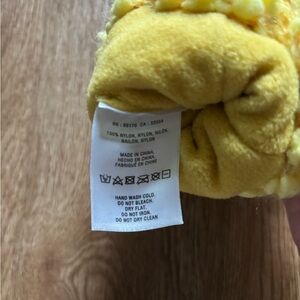 100% NYLON, NYLON, NILÓN,
NAILON, NYLON
MADE IN CHINA,
HECHO EN CHINA,
FABRIQUÉ EN CHINE
HAND WASH COLD.
DO NOT BLEACH.
DRY FLAT.
DO NOT IRON.
DO NOT DRY CLEAN